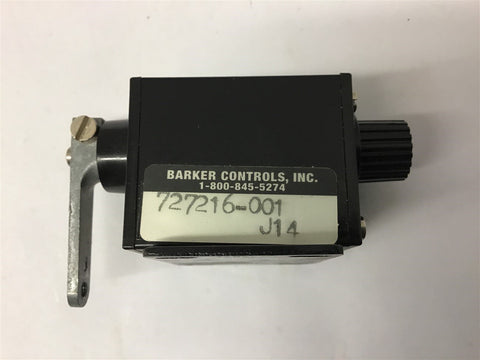 BARKER CONTROLS, INC.
1-800-845-5274
727216-001
J14